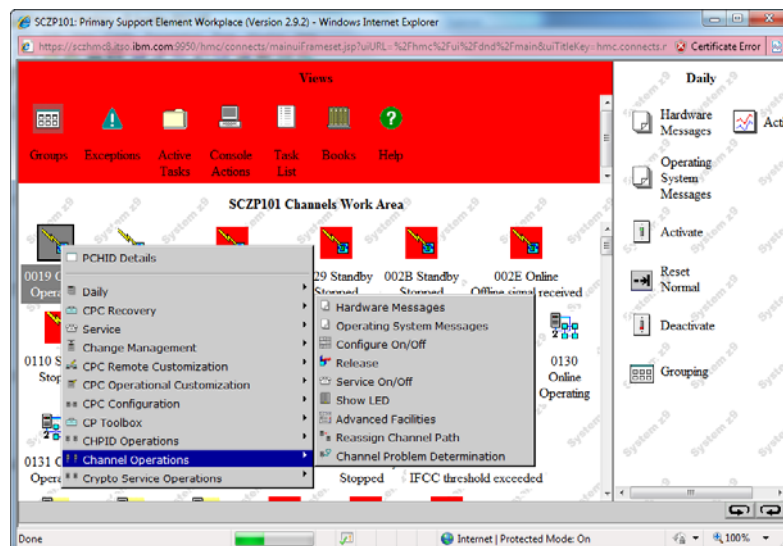 SCZP101: Primary Support Element Workplace (Version 2.9.2) - Windows Internet Explorer
https://sczhmc8.itso.ibm.com:9950/hmc/connects/mainuiFrameset.jsp?uiURL=%2Fhmc%2Fui%2Fdnd%2Fmain&uiTitleKey=hmc.connects.r
Certificate Error
Views
Groups
Exceptions
Active Tasks
Console Actions
Task List
Books
Help
SCZP101 Channels Work Area
0019
29 Standby
Stopped
002B Standby
Stopped
002E Online
Offline signal received
PCHID Details
Daily
CPC Recovery
Service
Change Management
CPC Remote Customization
CPC Operational Customization
CPC Configuration
CP Toolbox
CHPID Operations
Channel Operations
Crypto Service Operations
Hardware Messages
Operating System Messages
Configure On/Off
Release
Service On/Off
Show LED
Advanced Facilities
Reassign Channel Path
Channel Problem Determination
0110 S
Stop
0130
Online
Operating
0131
Opera
Stopped
IFCC threshold exceeded
Daily
Hardware
Messages
Operating
System
Messages
Activate
Reset
Normal
Deactivate
Grouping
Acti
System z9
Done
Internet | Protected Mode: On
100%